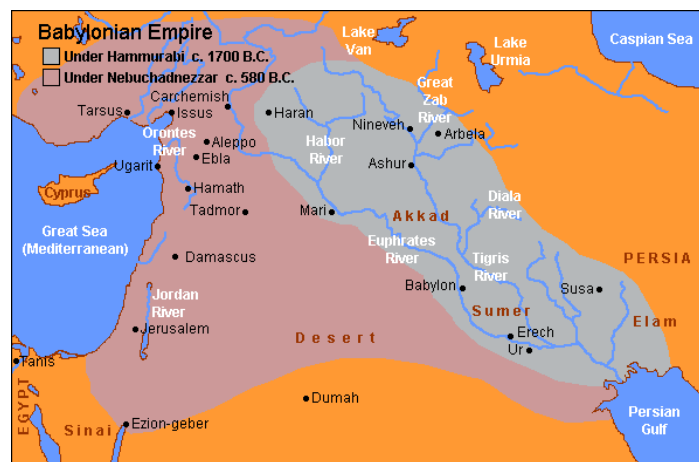 Babylonian Empire
Under Hammurabi c. 1700 B.C.
Under Nebuchadnezzar c. 580 B.C.
Lake
Van
Lake
Urmia
Caspian Sea
Great
Zab
River
Carchemish
Tarsus
Issus
Haran
Nineveh
Arbela
Orontes
River
Aleppo
Ebla
Habor
River
Ugarit
Ashur
Cyprus
Hamath
Tadmor
Mari
Akkad
Diala
River
Great Sea
(Mediterranean)
Euphrates
River
Damascus
Tigris
River
PERSIA
Babylon
Susa
Jordan
River
Sumer
Elam
Jerusalem
Desert
Erech
Ur
Tanis
EGYPT
Dumah
Persian
Gulf
Sinai
Ezion-geber